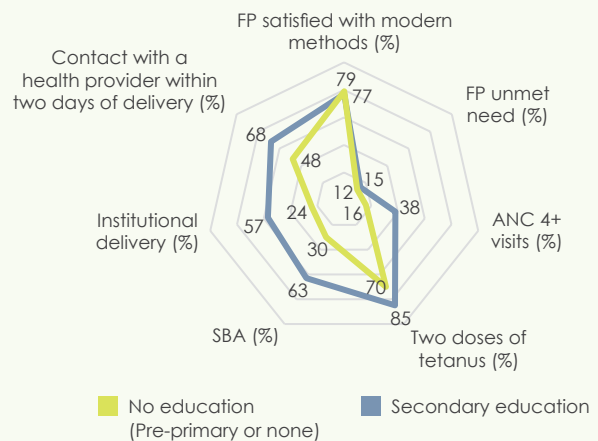 FP satisfied with modern
methods (%)
Contact with a
health provider within
two days of delivery (%)
FP unmet
need (%)
79
77
68
48
15
12
38
16
24
57
30
63
70
85
Institutional
delivery (%)
ANC 4+
visits (%)
SBA (%)
Two doses of
tetanus (%)
No education
(Pre-primary or none)
Secondary education